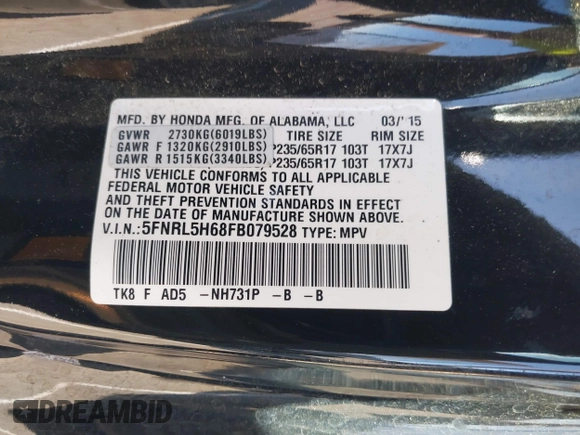 MFD. BY HONDA MFG. OF ALABAMA, LLC 03/'15
GVWR 2730KG(6019LBS) TIRE SIZE RIM SIZE
GAWR F 1320KG(2910LBS) P235/65R17 103T 17X7J
GAWR R 1515KG(3340LBS) P235/65R17 103T 17X7J
THIS VEHICLE CONFORMS TO ALL APPLICABLE
FEDERAL MOTOR VEHICLE SAFETY
AND THEFT PREVENTION STANDARDS IN EFFECT
ON THE DATE OF MANUFACTURE SHOWN ABOVE.
V.I.N.: 5FNRL5H68FB079528 TYPE: MPV
TK8 F AD5 -NH731P -B -B
DREAMBID